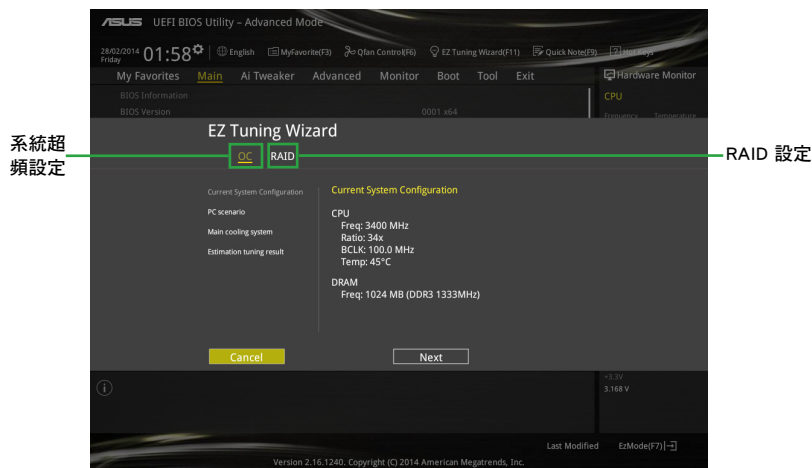 ASUS UEFI BIOS Utility – Advanced Mode
28/02/2014
Friday
01:58
English MyFavorite(F3) Qfan Control(F6) EZ Tuning Wizard(F11) Quick Note(F9) ? Hot Keys
My Favorites Main Ai Tweaker Advanced Monitor Boot Tool Exit
Hardware Monitor
BIOS Information
BIOS Version 0001 x64
CPU
Frequency Temperature
EZ Tuning Wizard
OC RAID
系統超
頻設定
RAID 設定
Current System Configuration
PC scenario
Main cooling system
Estimation tuning result
Current System Configuration
CPU
Freq: 3400 MHz
Ratio: 34x
BCLK: 100.0 MHz
Temp: 45°C
DRAM
Freq: 1024 MB (DDR3 1333MHz)
Cancel Next
+3.3V
3.168 V
Last Modified EzMode(F7)
Version 2.16.1240. Copyright (C) 2014 American Megatrends, Inc.